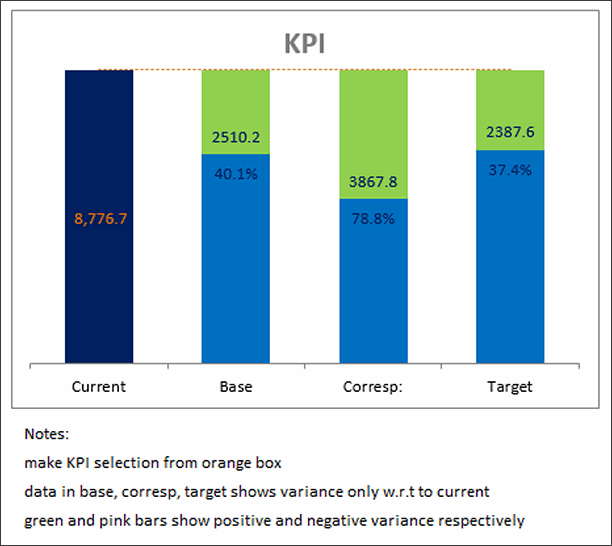 KPI
2510.2
2387.6
3867.8
40.1%
37.4%
8,776.7
78.8%
Current Base Corresp: Target
Notes:
make KPI selection from orange box
data in base, corresp, target shows variance only w.r.t to current
green and pink bars show positive and negative variance respectively